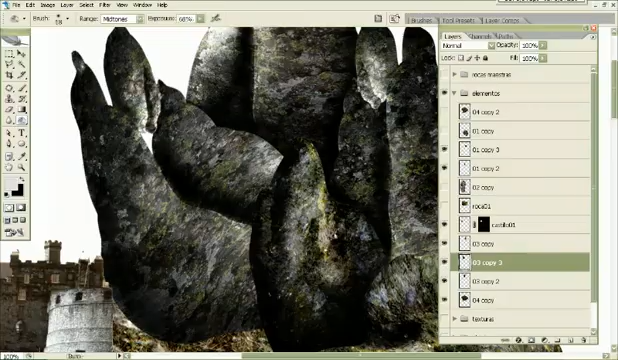 File Edit Image Layer Select Filter View Window Help
Brush: 18 Range: Midtones Exposure: 68%
Brushes Tool Presets Layer Comps
Layers Channels Paths
Normal Opacity: 100%
Lock: Fill: 100%
rocas maestras
elementos
04 copy 2
01 copy
01 copy 3
01 copy 2
02 copy
roca01
castillo01
03 copy
03 copy 3
03 copy 2
04 copy
texturas
100%